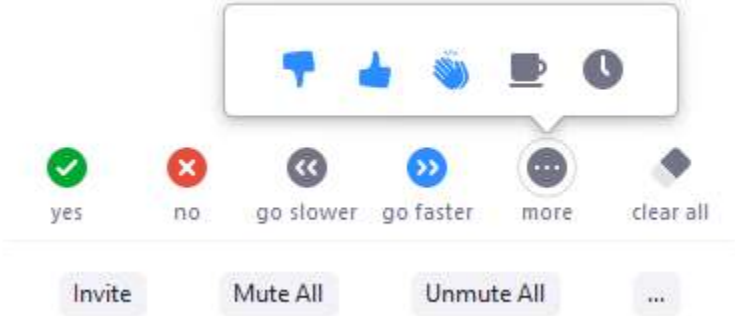 yes no go slower go faster more clear all
Invite Mute All Unmute All ...